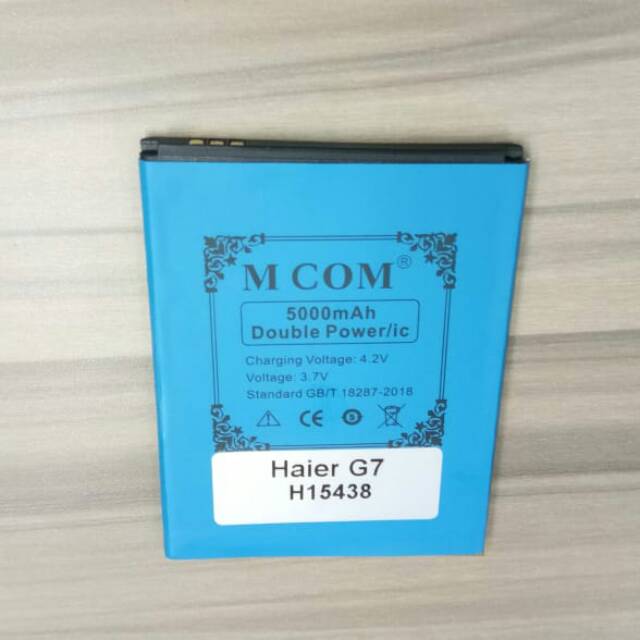 M COM®
5000mAh
Double Power/ic
Charging Voltage: 4.2V
Voltage: 3.7V
Standard GB/T 18287-2018
CE
Haier G7
H15438